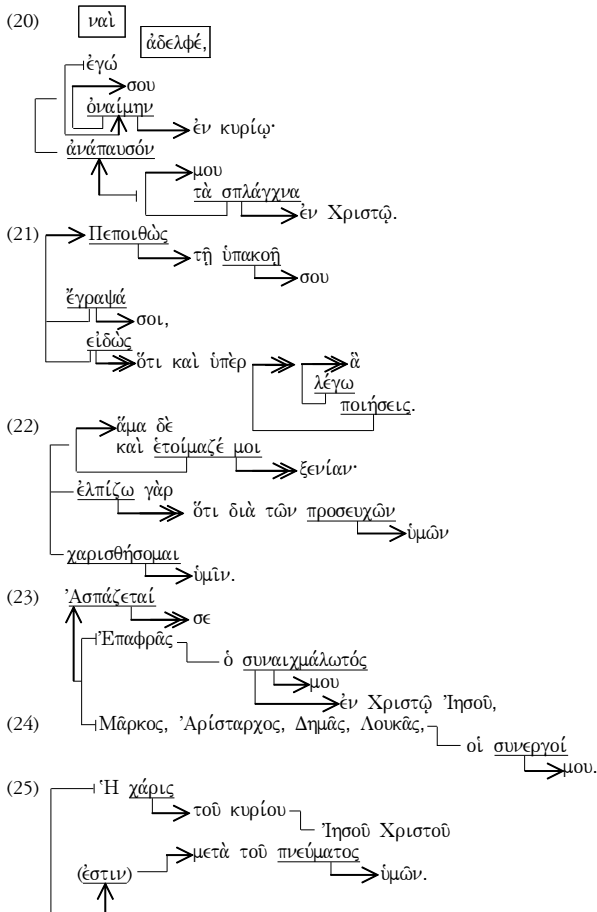 (20) ναὶ
ἀδελφέ,
ἐγώ
σου
ὀναίμην
ἐν κυρίῳ·
ἀνάπαυσόν
μου
τὰ σπλάγχνα
ἐν Χριστῷ.
(21) Πεποιθὼς
τῇ ὑπακοῇ
σου
ἔγραψά
σοι,
εἰδὼς
ὅτι καὶ ὑπὲρ ἃ
λέγω
ποιήσεις.
(22) ἅμα δὲ
καὶ ἑτοίμαζέ μοι
ξενίαν·
ἐλπίζω γὰρ ὅτι διὰ τῶν προσευχῶν
ὑμῶν
χαρισθήσομαι
ὑμῖν.
(23) Ἀσπάζεταί
σε
Ἐπαφρᾶς
ὁ συναιχμάλωτός
μου
ἐν Χριστῷ Ἰησοῦ,
(24) Μᾶρκος, Ἀρίσταρχος, Δημᾶς, Λουκᾶς,
οἱ συνεργοί
μου.
(25) Ἡ χάρις
τοῦ κυρίου
Ἰησοῦ Χριστοῦ
μετὰ τοῦ πνεύματος
(ἐστιν) ὑμῶν.